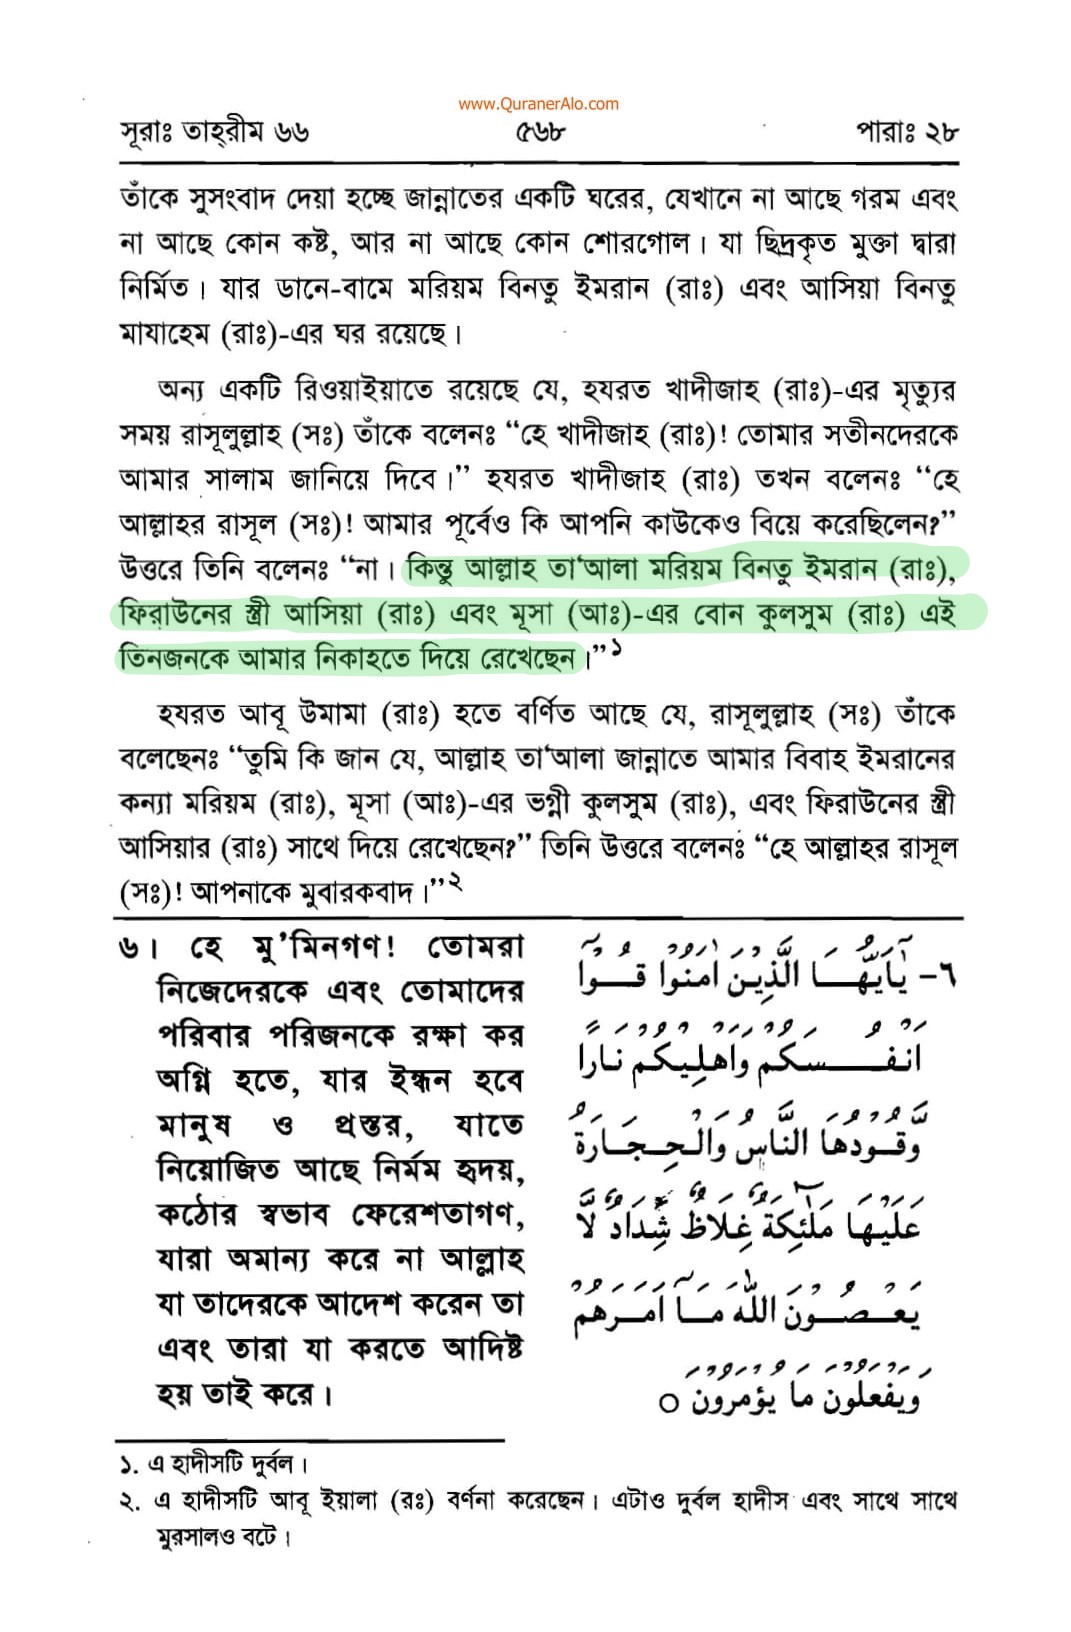 www.QuranerAlo.com
সূরাঃ তাহ্‌রীম ৬৬ ৫৬৮ পারাঃ ২৮
তাঁকে সুসংবাদ দেয়া হচ্ছে জান্নাতের একটি ঘরের, যেখানে না আছে গরম এবং
না আছে কোন কষ্ট, আর না আছে কোন শোরগোল। যা ছিদ্রকৃত মুক্তা দ্বারা
নির্মিত। যার ডানে-বামে মরিয়ম বিনতু ইমরান (রাঃ) এবং আসিয়া বিনতু
মাযাহেম (রাঃ)-এর ঘর রয়েছে।
অন্য একটি রিওয়াইয়াতে রয়েছে যে, হযরত খাদীজাহ (রাঃ)-এর মৃত্যুর
সময় রাসূলুল্লাহ (সঃ) তাঁকে বলেনঃ “হে খাদীজাহ (রাঃ)! তোমার সতীনদেরকে
আমার সালাম জানিয়ে দিবে।” হযরত খাদীজাহ (রাঃ) তখন বলেনঃ “হে
আল্লাহর রাসূল (সঃ)! আমার পূর্বেও কি আপনি কাউকেও বিয়ে করেছিলেন?”
উত্তরে তিনি বলেনঃ “না। কিন্তু আল্লাহ তা‘আলা মরিয়ম বিনতু ইমরান (রাঃ),
ফিরাউনের স্ত্রী আসিয়া (রাঃ) এবং মূসা (আঃ)-এর বোন কুলসুম (রাঃ) এই
তিনজনকে আমার নিকাহতে দিয়ে রেখেছেন।”১
হযরত আবূ উমামা (রাঃ) হতে বর্ণিত আছে যে, রাসূলুল্লাহ (সঃ) তাঁকে
বলেছেনঃ “তুমি কি জান যে, আল্লাহ তা‘আলা জান্নাতে আমার বিবাহ ইমরানের
কন্যা মরিয়ম (রাঃ), মূসা (আঃ)-এর ভগ্নী কুলসুম (রাঃ), এবং ফিরাউনের স্ত্রী
আসিয়ার (রাঃ) সাথে দিয়ে রেখেছেন?” তিনি উত্তরে বলেনঃ “হে আল্লাহর রাসূল
(সঃ)! আপনাকে মুবারকবাদ।”২
৬। হে মু’মিনগণ! তোমরা
নিজেদেরকে এবং তোমাদের
পরিবার পরিজনকে রক্ষা কর
অগ্নি হতে, যার ইন্ধন হবে
মানুষ ও প্রস্তর, যাতে
নিয়োজিত আছে নির্মম হৃদয়,
কঠোর স্বভাব ফেরেশতাগণ,
যারা অমান্য করে না আল্লাহ
যা তাদেরকে আদেশ করেন তা
এবং তারা যা করতে আদিষ্ট
হয় তাই করে।
٦- يٰۤاَيُّهَا الَّذِيْنَ اٰمَنُوْا قُوْۤا
اَنْفُسَكُمْ وَاَهْلِيْكُمْ نَارًا
وَّقُوْدُهَا النَّاسُ وَالْحِجَارَةُ
عَلَيْهَا مَلٰٓئِكَةٌ غِلَاظٌ شِدَادٌ لَّا
يَعْصُوْنَ اللّٰهَ مَاۤ اَمَرَهُمْ
وَيَفْعَلُوْنَ مَا يُؤْمَرُوْنَ ○
১. এ হাদীসটি দুর্বল।
২. এ হাদীসটি আবূ ইয়ালা (রঃ) বর্ণনা করেছেন। এটাও দুর্বল হাদীস এবং সাথে সাথে
মুরসালও বটে।